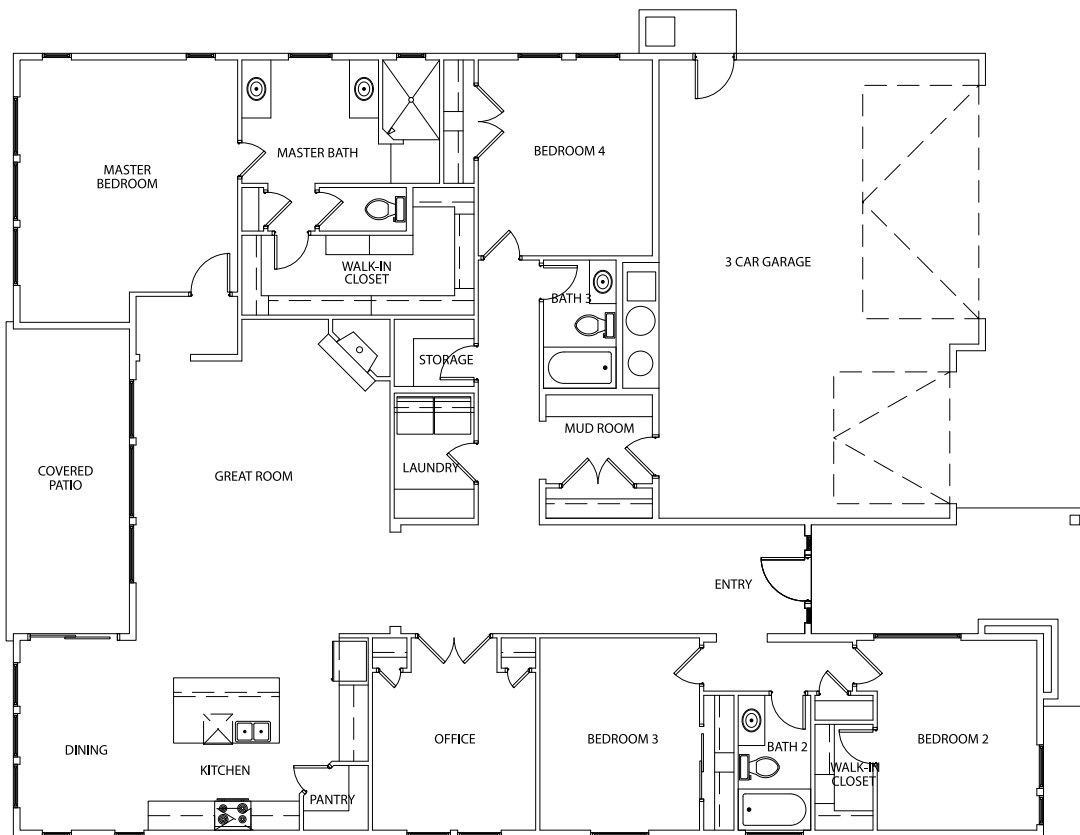 MASTER
BEDROOM
MASTER BATH
BEDROOM 4
3 CAR GARAGE
WALK-IN
CLOSET
BATH 3
STORAGE
MUD ROOM
LAUNDRY
COVERED
PATIO
GREAT ROOM
ENTRY
DINING
KITCHEN
PANTRY
OFFICE
BEDROOM 3
BATH 2
WALK-IN
CLOSET
BEDROOM 2